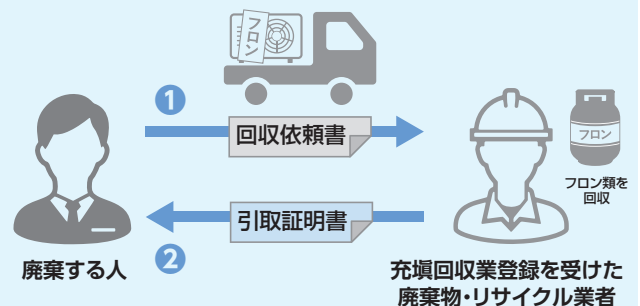 フロン
❶
回収依頼書
フロン
フロン類を
回収
引取証明書
❷
廃棄する人
充塡回収業登録を受けた
廃棄物・リサイクル業者